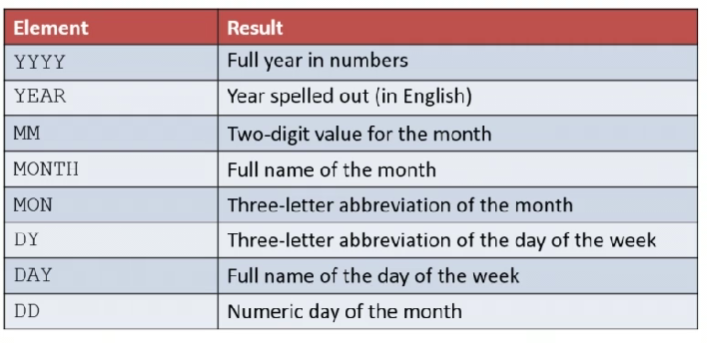 Element Result
YYYY Full year in numbers
YEAR Year spelled out (in English)
MM Two-digit value for the month
MONTH Full name of the month
MON Three-letter abbreviation of the month
DY Three-letter abbreviation of the day of the week
DAY Full name of the day of the week
DD Numeric day of the month